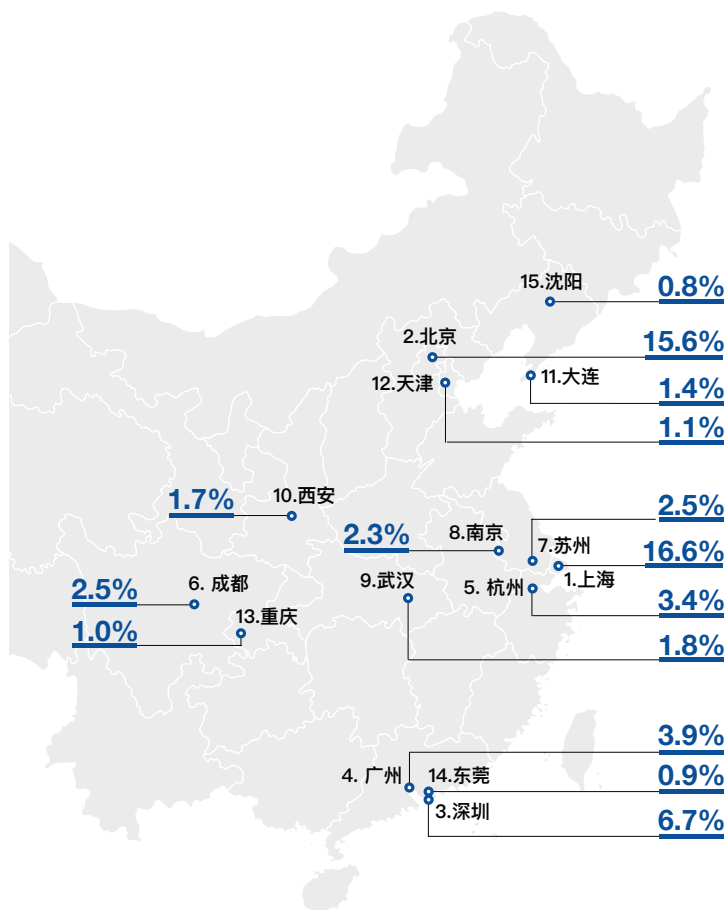 15.沈阳
0.8%
2.北京
15.6%
12.天津
11.大连
1.4%
1.1%
10.西安
1.7%
2.5%
8.南京
2.3%
7.苏州
16.6%
1.上海
6. 成都
2.5%
9.武汉
5. 杭州
3.4%
13.重庆
1.0%
1.8%
3.9%
4. 广州
14.东莞
0.9%
3.深圳
6.7%